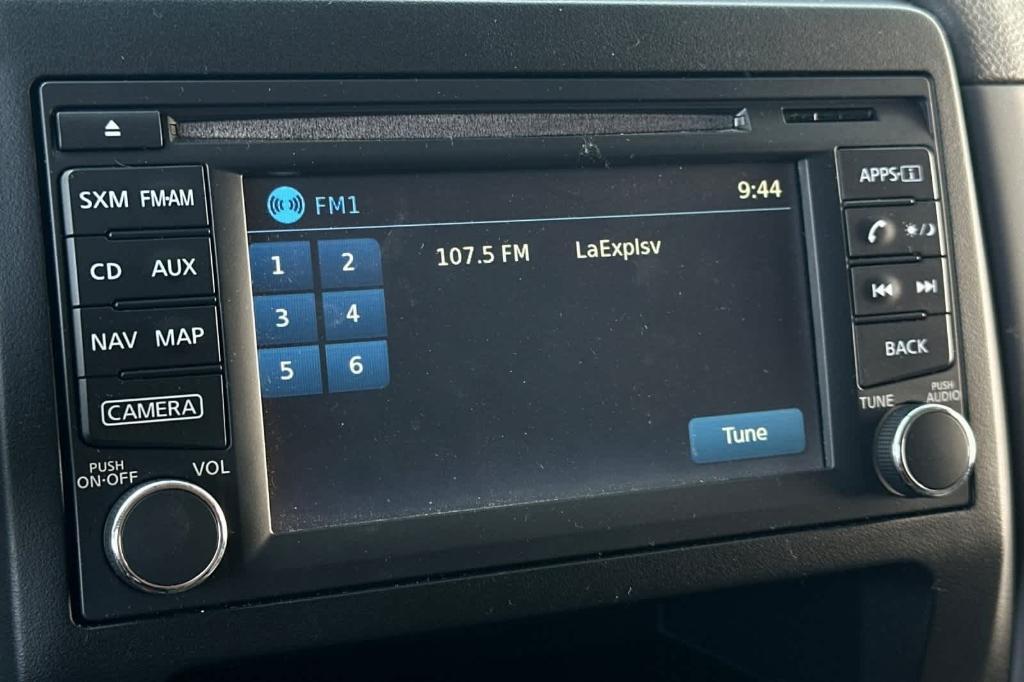 SXM FM·AM
CD AUX
NAV MAP
CAMERA
PUSH
ON·OFF
VOL
FM1
9:44
1 2
3 4
5 6
107.5 FM LaExplsv
Tune
APPS·i
BACK
TUNE
PUSH
AUDIO